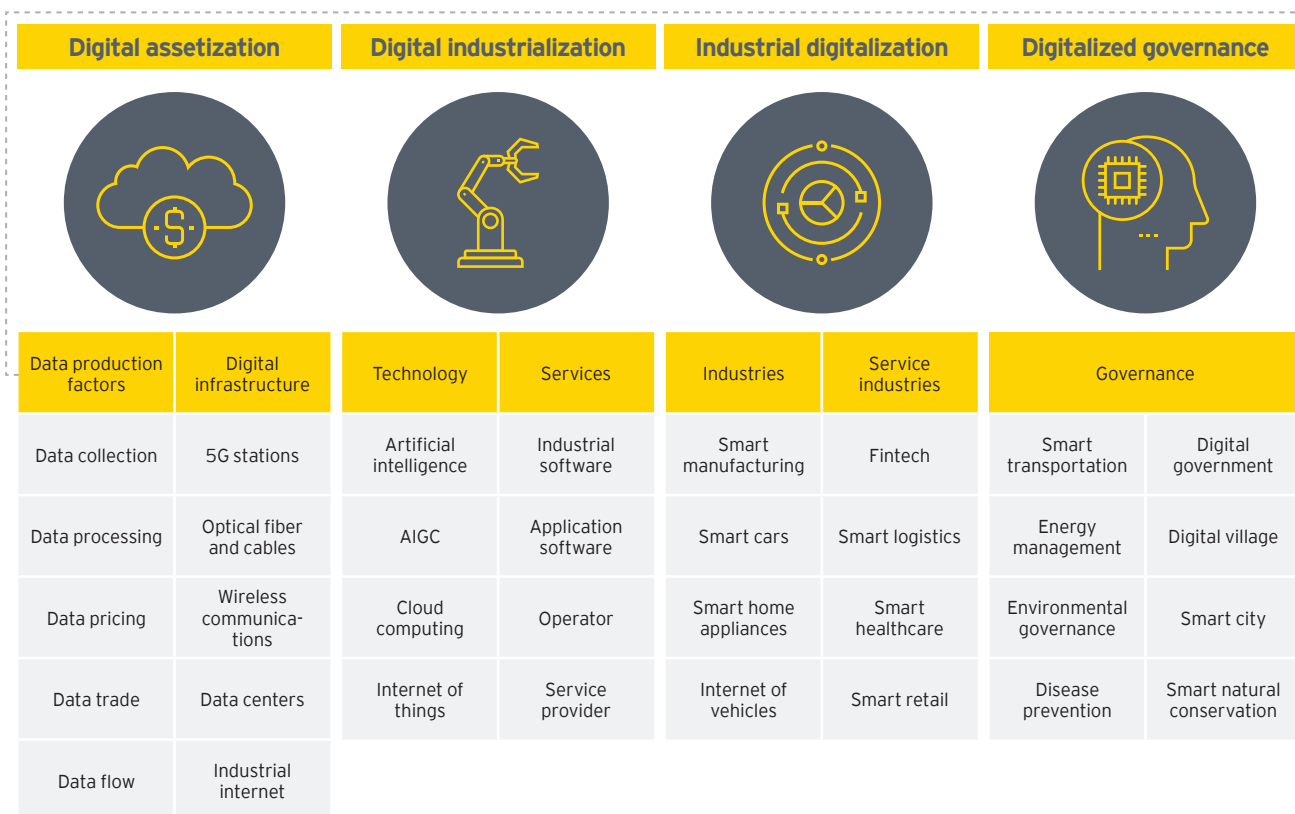 Digital assetization
Digital industrialization
Industrial digitalization
Digitalized governance
$
Data production
factors
Digital
infrastructure
Technology
Services
Industries
Service
industries
Governance
Data collection
5G stations
Artificial
intelligence
Industrial
software
Smart
manufacturing
Fintech
Smart
transportation
Digital
government
Data processing
Optical fiber
and cables
AIGC
Application
software
Smart cars
Smart logistics
Energy
management
Digital village
Data pricing
Wireless
communica-
tions
Cloud
computing
Operator
Smart home
appliances
Smart
healthcare
Environmental
governance
Smart city
Data trade
Data centers
Internet of
things
Service
provider
Internet of
vehicles
Smart retail
Disease
prevention
Smart natural
conservation
Data flow
Industrial
internet